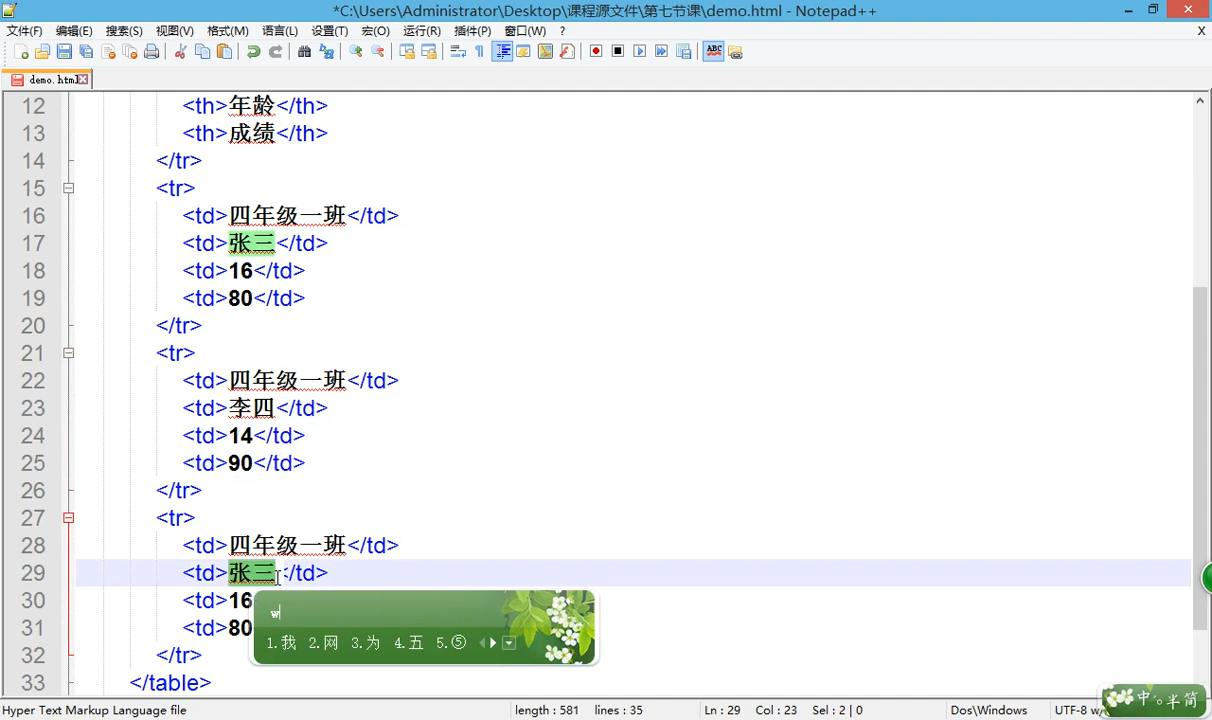 *C:\Users\Administrator\Desktop\课程源文件\第七节课\demo.html - Notepad++
文件(F) 编辑(E) 搜索(S) 视图(V) 格式(M) 语言(L) 设置(T) 宏(O) 运行(R) 插件(P) 窗口(W) ? X
demo.html
12 <th>年龄</th>
13 <th>成绩</th>
14 </tr>
15 <tr>
16 <td>四年级一班</td>
17 <td>张三</td>
18 <td>16</td>
19 <td>80</td>
20 </tr>
21 <tr>
22 <td>四年级一班</td>
23 <td>李四</td>
24 <td>14</td>
25 <td>90</td>
26 </tr>
27 <tr>
28 <td>四年级一班</td>
29 <td>张三</td>
30 <td>16
31 <td>80
w
1.我 2.网 3.为 4.五 5.⑤
32 </tr>
33 </table>
Hyper Text Markup Language file length : 581 lines : 35 Ln : 29 Col : 23 Sel : 2 | 0 Dos\Windows UTF-8 w/
中 半 简